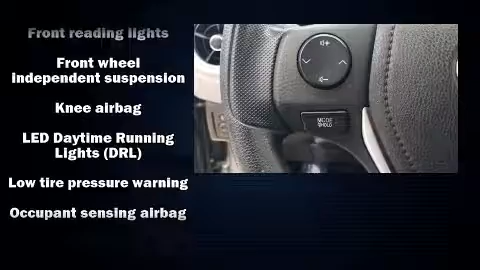 Front reading lights
Front wheel
independent suspension
Knee airbag
LED Daytime Running
Lights (DRL)
Low tire pressure warning
Occupant sensing airbag
MODE